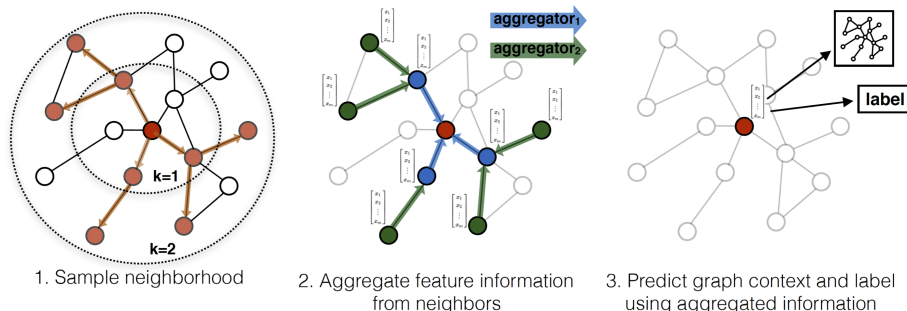 aggregator₁
aggregator₂
label
k=1
k=2
1. Sample neighborhood
2. Aggregate feature information
from neighbors
3. Predict graph context and label
using aggregated information